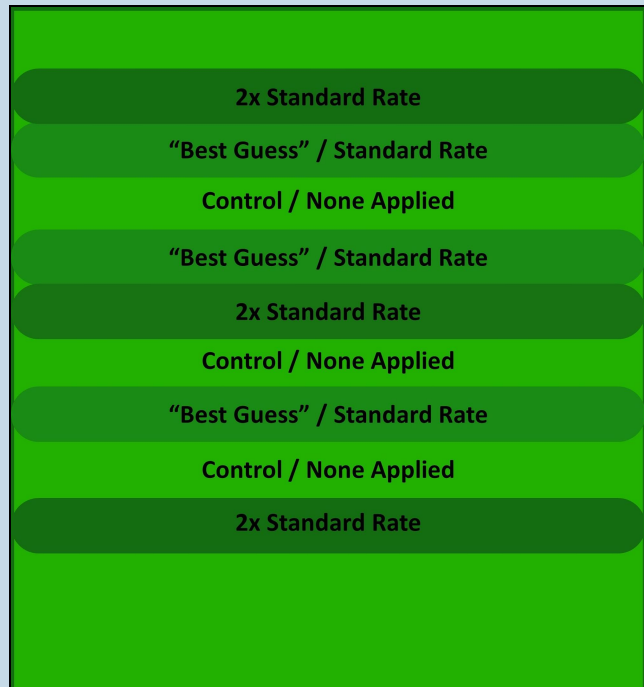 2x Standard Rate
“Best Guess” / Standard Rate
Control / None Applied
“Best Guess” / Standard Rate
2x Standard Rate
Control / None Applied
“Best Guess” / Standard Rate
Control / None Applied
2x Standard Rate